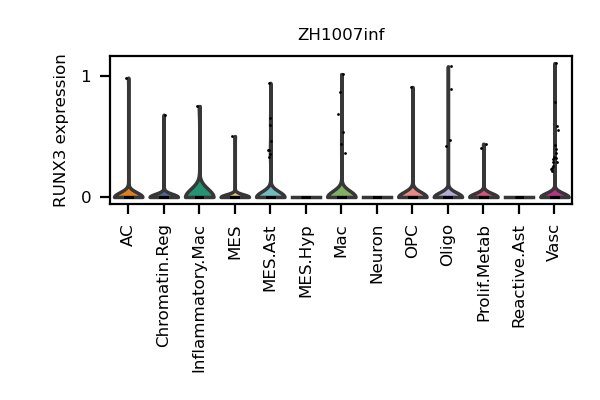 ZH1007inf
RUNX3 expression
1
0
AC
Chromatin.Reg
Inflammatory.Mac
MES
MES.Ast
MES.Hyp
Mac
Neuron
OPC
Oligo
Prolif.Metab
Reactive.Ast
Vasc